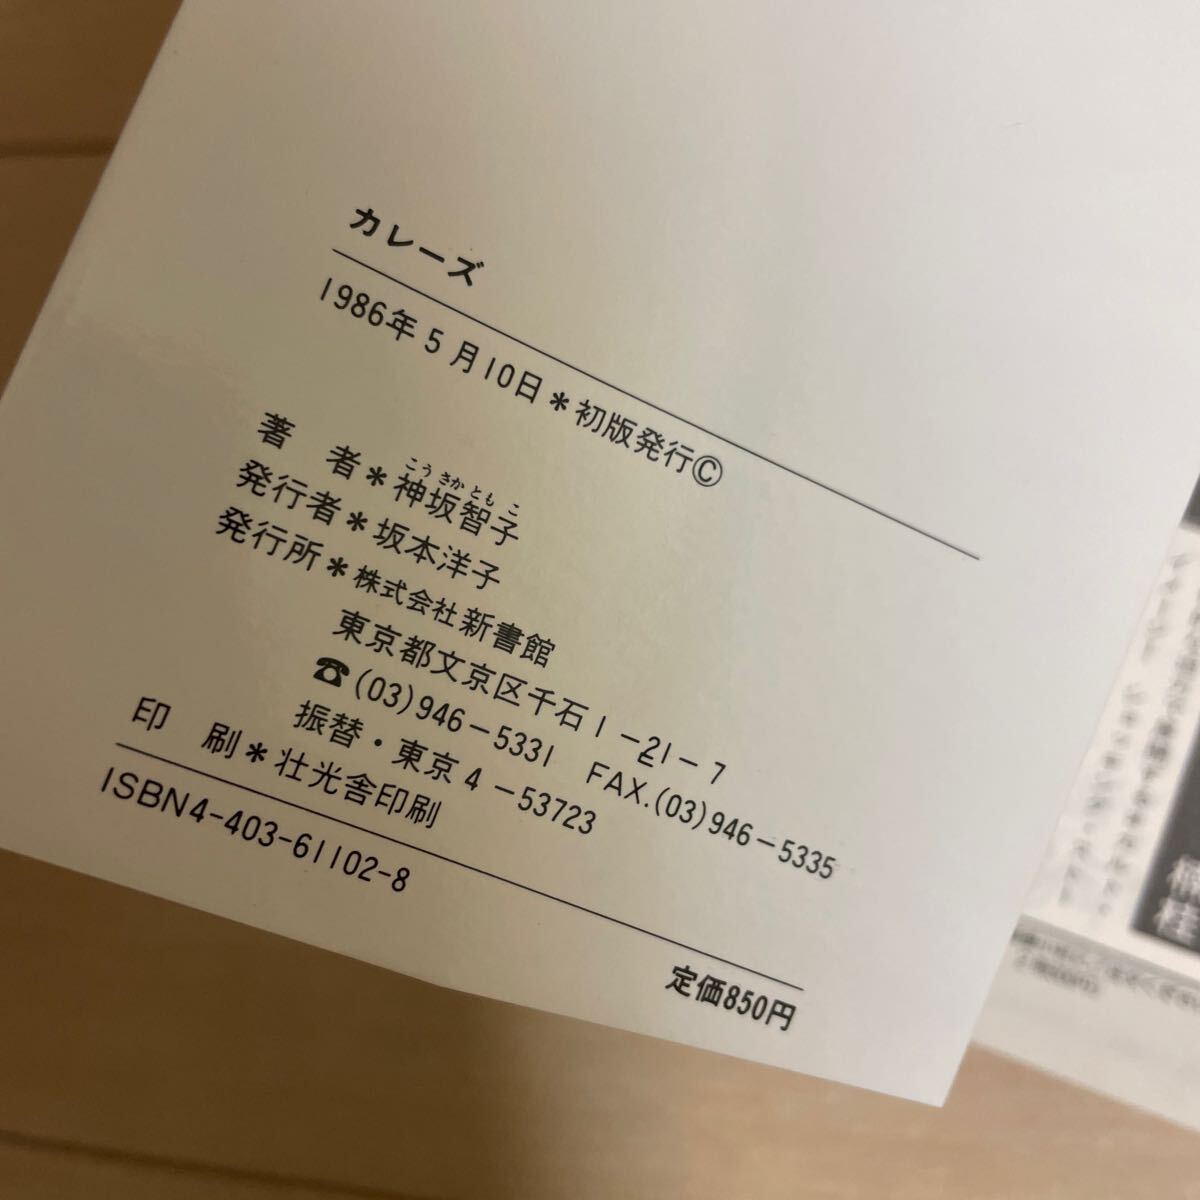 カレーズ
1986年5月10日＊初版発行Ⓒ
こうさかともこ
著者＊神坂智子
発行者＊坂本洋子
発行所＊株式会社新書館
東京都文京区千石1-21-7
☎(03)946-5331 FAX.(03)946-5335
振替・東京4-53723
印刷＊壮光舎印刷
ISBN4-403-61102-8
定価850円